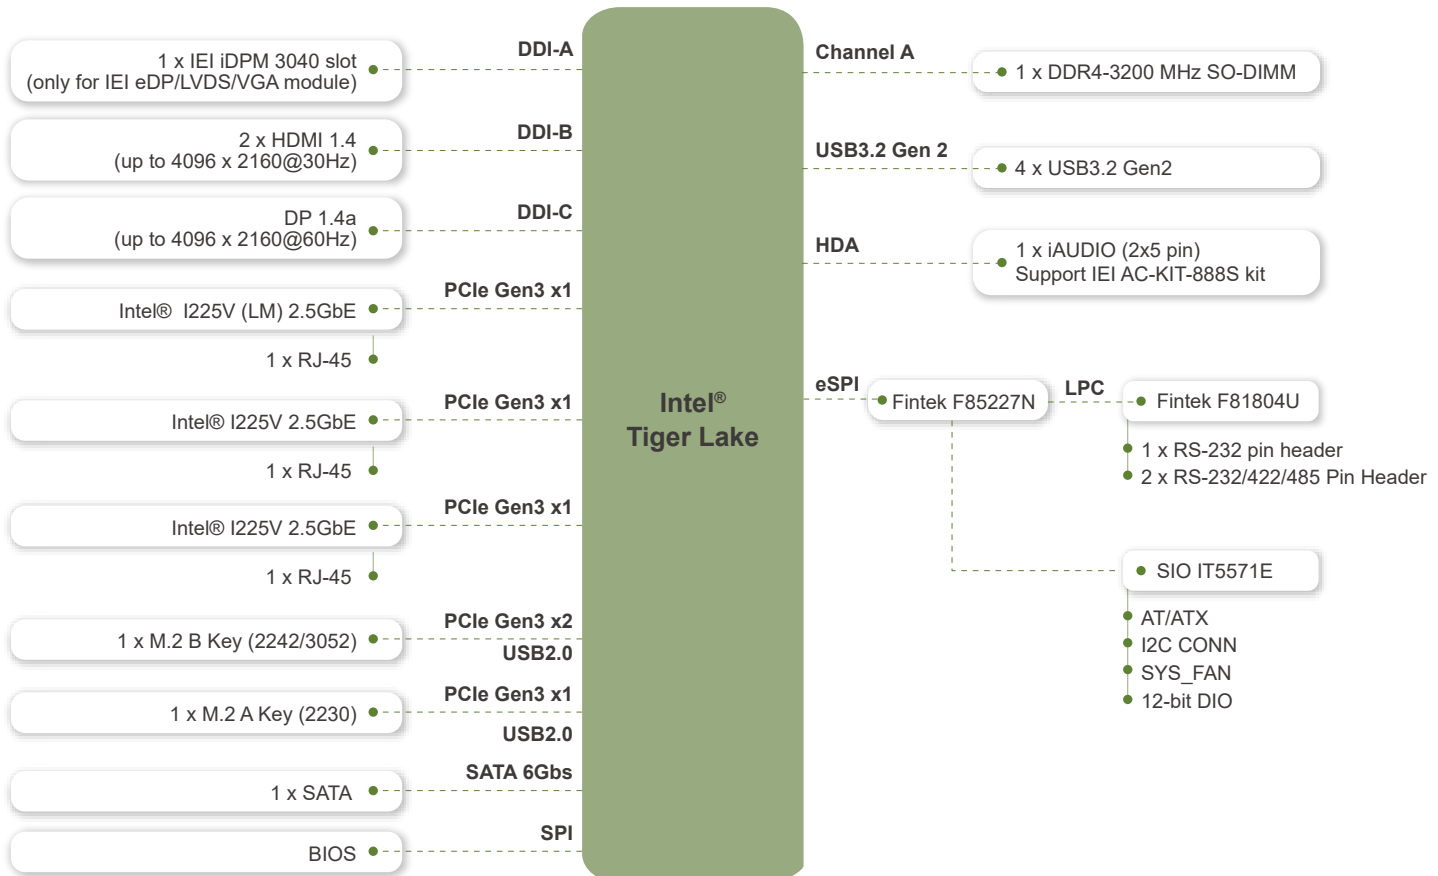 DDI-A
1 x IEI iDPM 3040 slot
(only for IEI eDP/LVDS/VGA module)
DDI-B
2 x HDMI 1.4
(up to 4096 x 2160@30Hz)
DDI-C
DP 1.4a
(up to 4096 x 2160@60Hz)
PCIe Gen3 x1
Intel®  I225V (LM) 2.5GbE
1 x RJ-45
PCIe Gen3 x1
Intel® I225V 2.5GbE
1 x RJ-45
PCIe Gen3 x1
Intel® I225V 2.5GbE
1 x RJ-45
PCIe Gen3 x2
1 x M.2 B Key (2242/3052)
USB2.0
PCIe Gen3 x1
1 x M.2 A Key (2230)
USB2.0
SATA 6Gbs
1 x SATA
SPI
BIOS
Intel®
Tiger Lake
Channel A
1 x DDR4-3200 MHz SO-DIMM
USB3.2 Gen 2
4 x USB3.2 Gen2
HDA
1 x iAUDIO (2x5 pin)
Support IEI AC-KIT-888S kit
eSPI
Fintek F85227N
LPC
Fintek F81804U
1 x RS-232 pin header
2 x RS-232/422/485 Pin Header
SIO IT5571E
AT/ATX
I2C CONN
SYS_FAN
12-bit DIO